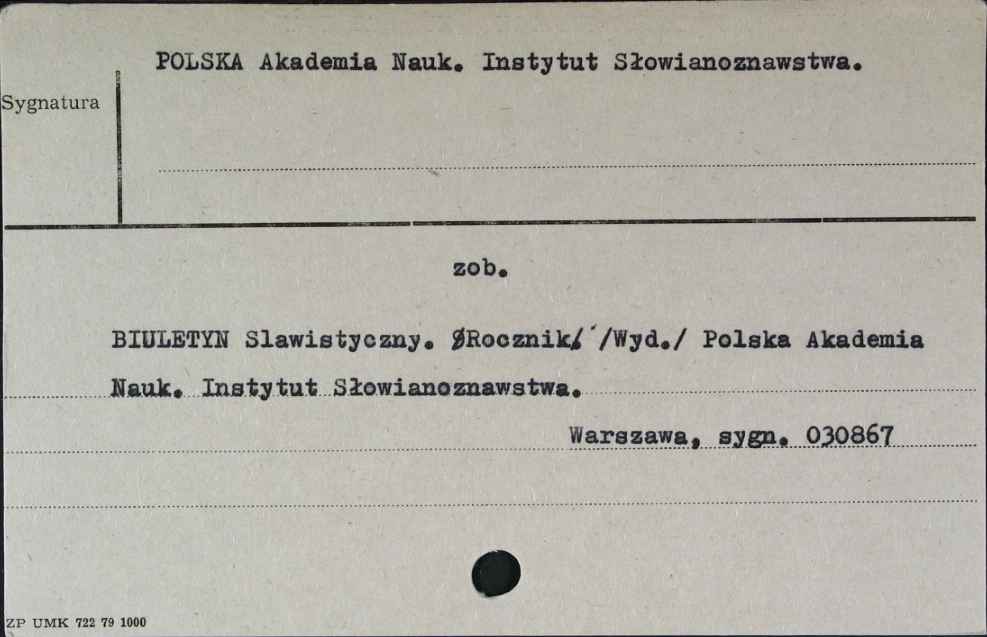 POLSKA Akademia Nauk. Instytut Słowianoznawstwa.
Sygnatura
zob.
BIULETYN Slawistyczny. /Rocznik/ /Wyd./ Polska Akademia
Nauk. Instytut Słowianoznawstwa.
Warszawa, sygn. 030867
ZP UMK 722 79 1000